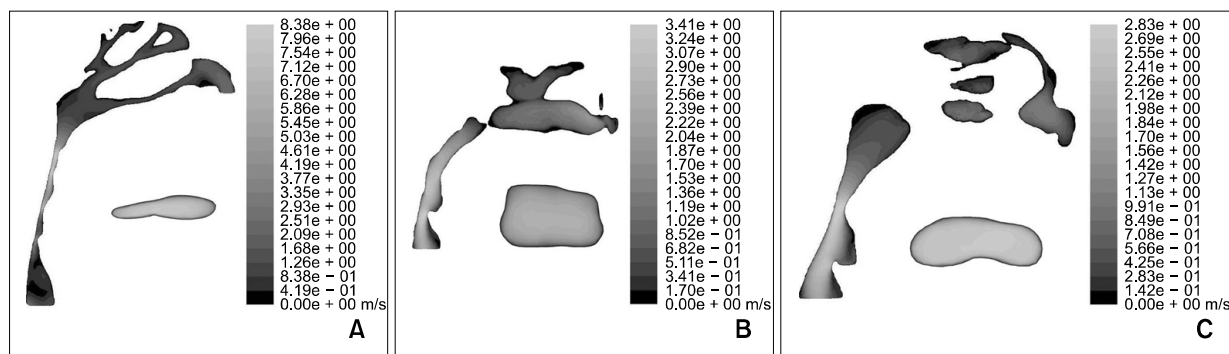 8.38e + 00
7.96e + 00
7.54e + 00
7.12e + 00
6.70e + 00
6.28e + 00
5.86e + 00
5.45e + 00
5.03e + 00
4.61e + 00
4.19e + 00
3.77e + 00
3.35e + 00
2.93e + 00
2.51e + 00
2.09e + 00
1.68e + 00
1.26e + 00
8.38e − 01
4.19e − 01
0.00e + 00 m/s
A
3.41e + 00
3.24e + 00
3.07e + 00
2.90e + 00
2.73e + 00
2.56e + 00
2.39e + 00
2.22e + 00
2.04e + 00
1.87e + 00
1.70e + 00
1.53e + 00
1.36e + 00
1.19e + 00
1.02e + 00
8.52e − 01
6.82e − 01
5.11e − 01
3.41e − 01
1.70e − 01
0.00e + 00 m/s
B
2.83e + 00
2.69e + 00
2.55e + 00
2.41e + 00
2.26e + 00
2.12e + 00
1.98e + 00
1.84e + 00
1.70e + 00
1.56e + 00
1.42e + 00
1.27e + 00
1.13e + 00
9.91e − 01
8.49e − 01
7.08e − 01
5.66e − 01
4.25e − 01
2.83e − 01
1.42e − 01
0.00e + 00 m/s
C